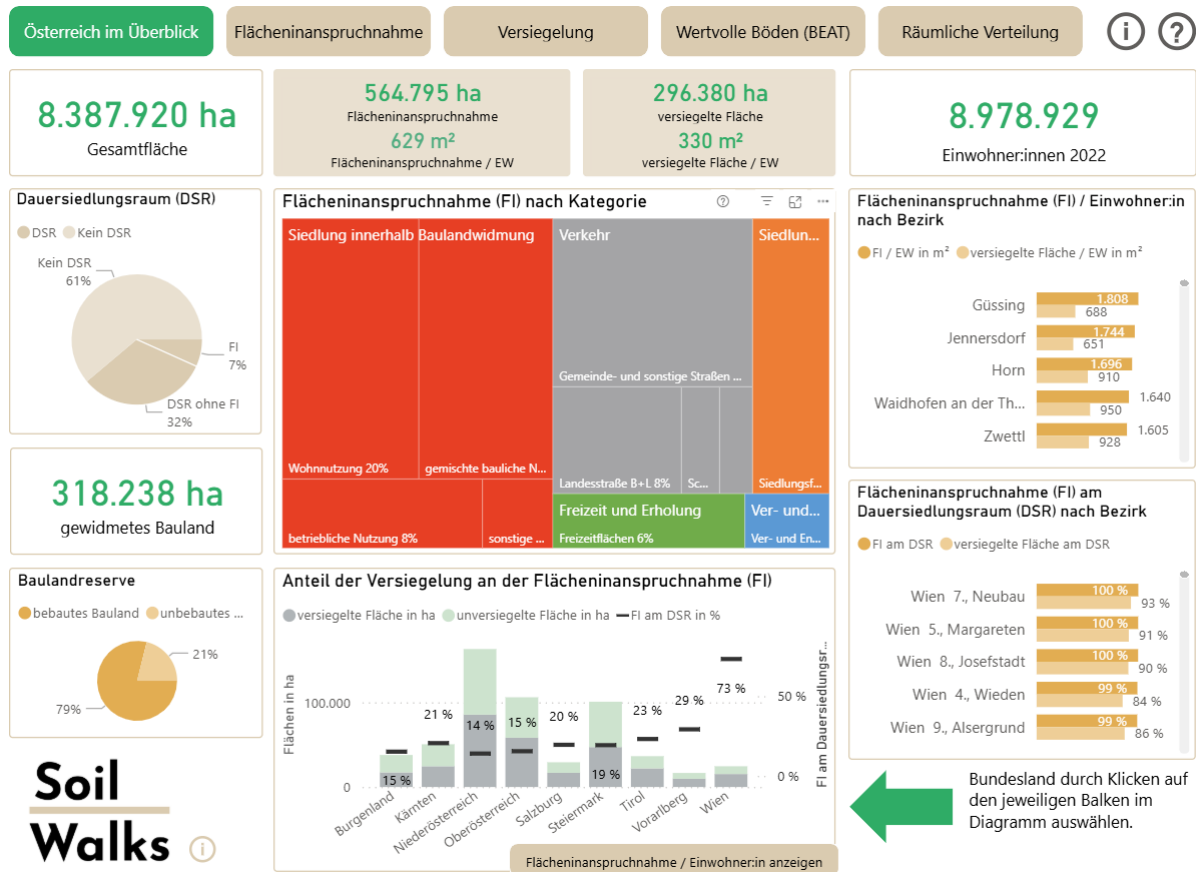 Österreich im Überblick
Flächeninanspruchnahme
Versiegelung
Wertvolle Böden (BEAT)
Räumliche Verteilung
i
?
8.387.920 ha
Gesamtfläche
564.795 ha
Flächeninanspruchnahme
629 m²
Flächeninanspruchnahme / EW
296.380 ha
versiegelte Fläche
330 m²
versiegelte Fläche / EW
8.978.929
Einwohner:innen 2022
Dauersiedlungsraum (DSR)
DSR Kein DSR
Kein DSR
61%
FI
7%
DSR ohne FI
32%
318.238 ha
gewidmetes Bauland
Baulandreserve
bebautes Bauland unbebautes ...
21%
79%
Flächeninanspruchnahme (FI) nach Kategorie
Siedlung innerhalb Baulandwidmung
Wohnnutzung 20%
gemischte bauliche N...
betriebliche Nutzung 8%
sonstige ...
Verkehr
Gemeinde- und sonstige Straßen ...
Landesstraße B+L 8%
Sc...
Siedlun...
Siedlungsf...
Freizeit und Erholung
Freizeitflächen 6%
Ver- und...
Ver- und En...
Anteil der Versiegelung an der Flächeninanspruchnahme (FI)
versiegelte Fläche in ha unversiegelte Fläche in ha FI am DSR in %
Flächen in ha
100.000
0
15 %
21 %
14 %
15 %
20 %
19 %
23 %
29 %
73 %
50 %
0 %
FI am Dauersiedlungsr...
Burgenland
Kärnten
Niederösterreich
Oberösterreich
Salzburg
Steiermark
Tirol
Vorarlberg
Wien
Flächeninanspruchnahme / Einwohner:in anzeigen
Flächeninanspruchnahme (FI) / Einwohner:in
nach Bezirk
FI / EW in m² versiegelte Fläche / EW in m²
Güssing 1.808
688
Jennersdorf 1.744
651
Horn 1.696
910
Waidhofen an der Th... 1.640
950
Zwettl 1.605
928
Flächeninanspruchnahme (FI) am
Dauersiedlungsraum (DSR) nach Bezirk
FI am DSR versiegelte Fläche am DSR
Wien 7., Neubau 100 %
93 %
Wien 5., Margareten 100 %
91 %
Wien 8., Josefstadt 100 %
90 %
Wien 4., Wieden 99 %
84 %
Wien 9., Alsergrund 99 %
86 %
Bundesland durch Klicken auf
den jeweiligen Balken im
Diagramm auswählen.
Soil
Walks
i